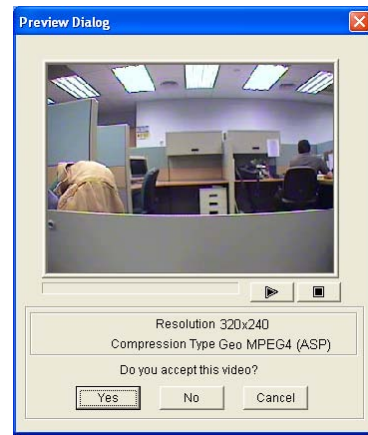 Preview Dialog
Resolution 320x240
Compression Type Geo MPEG4 (ASP)
Do you accept this video?
Yes No Cancel